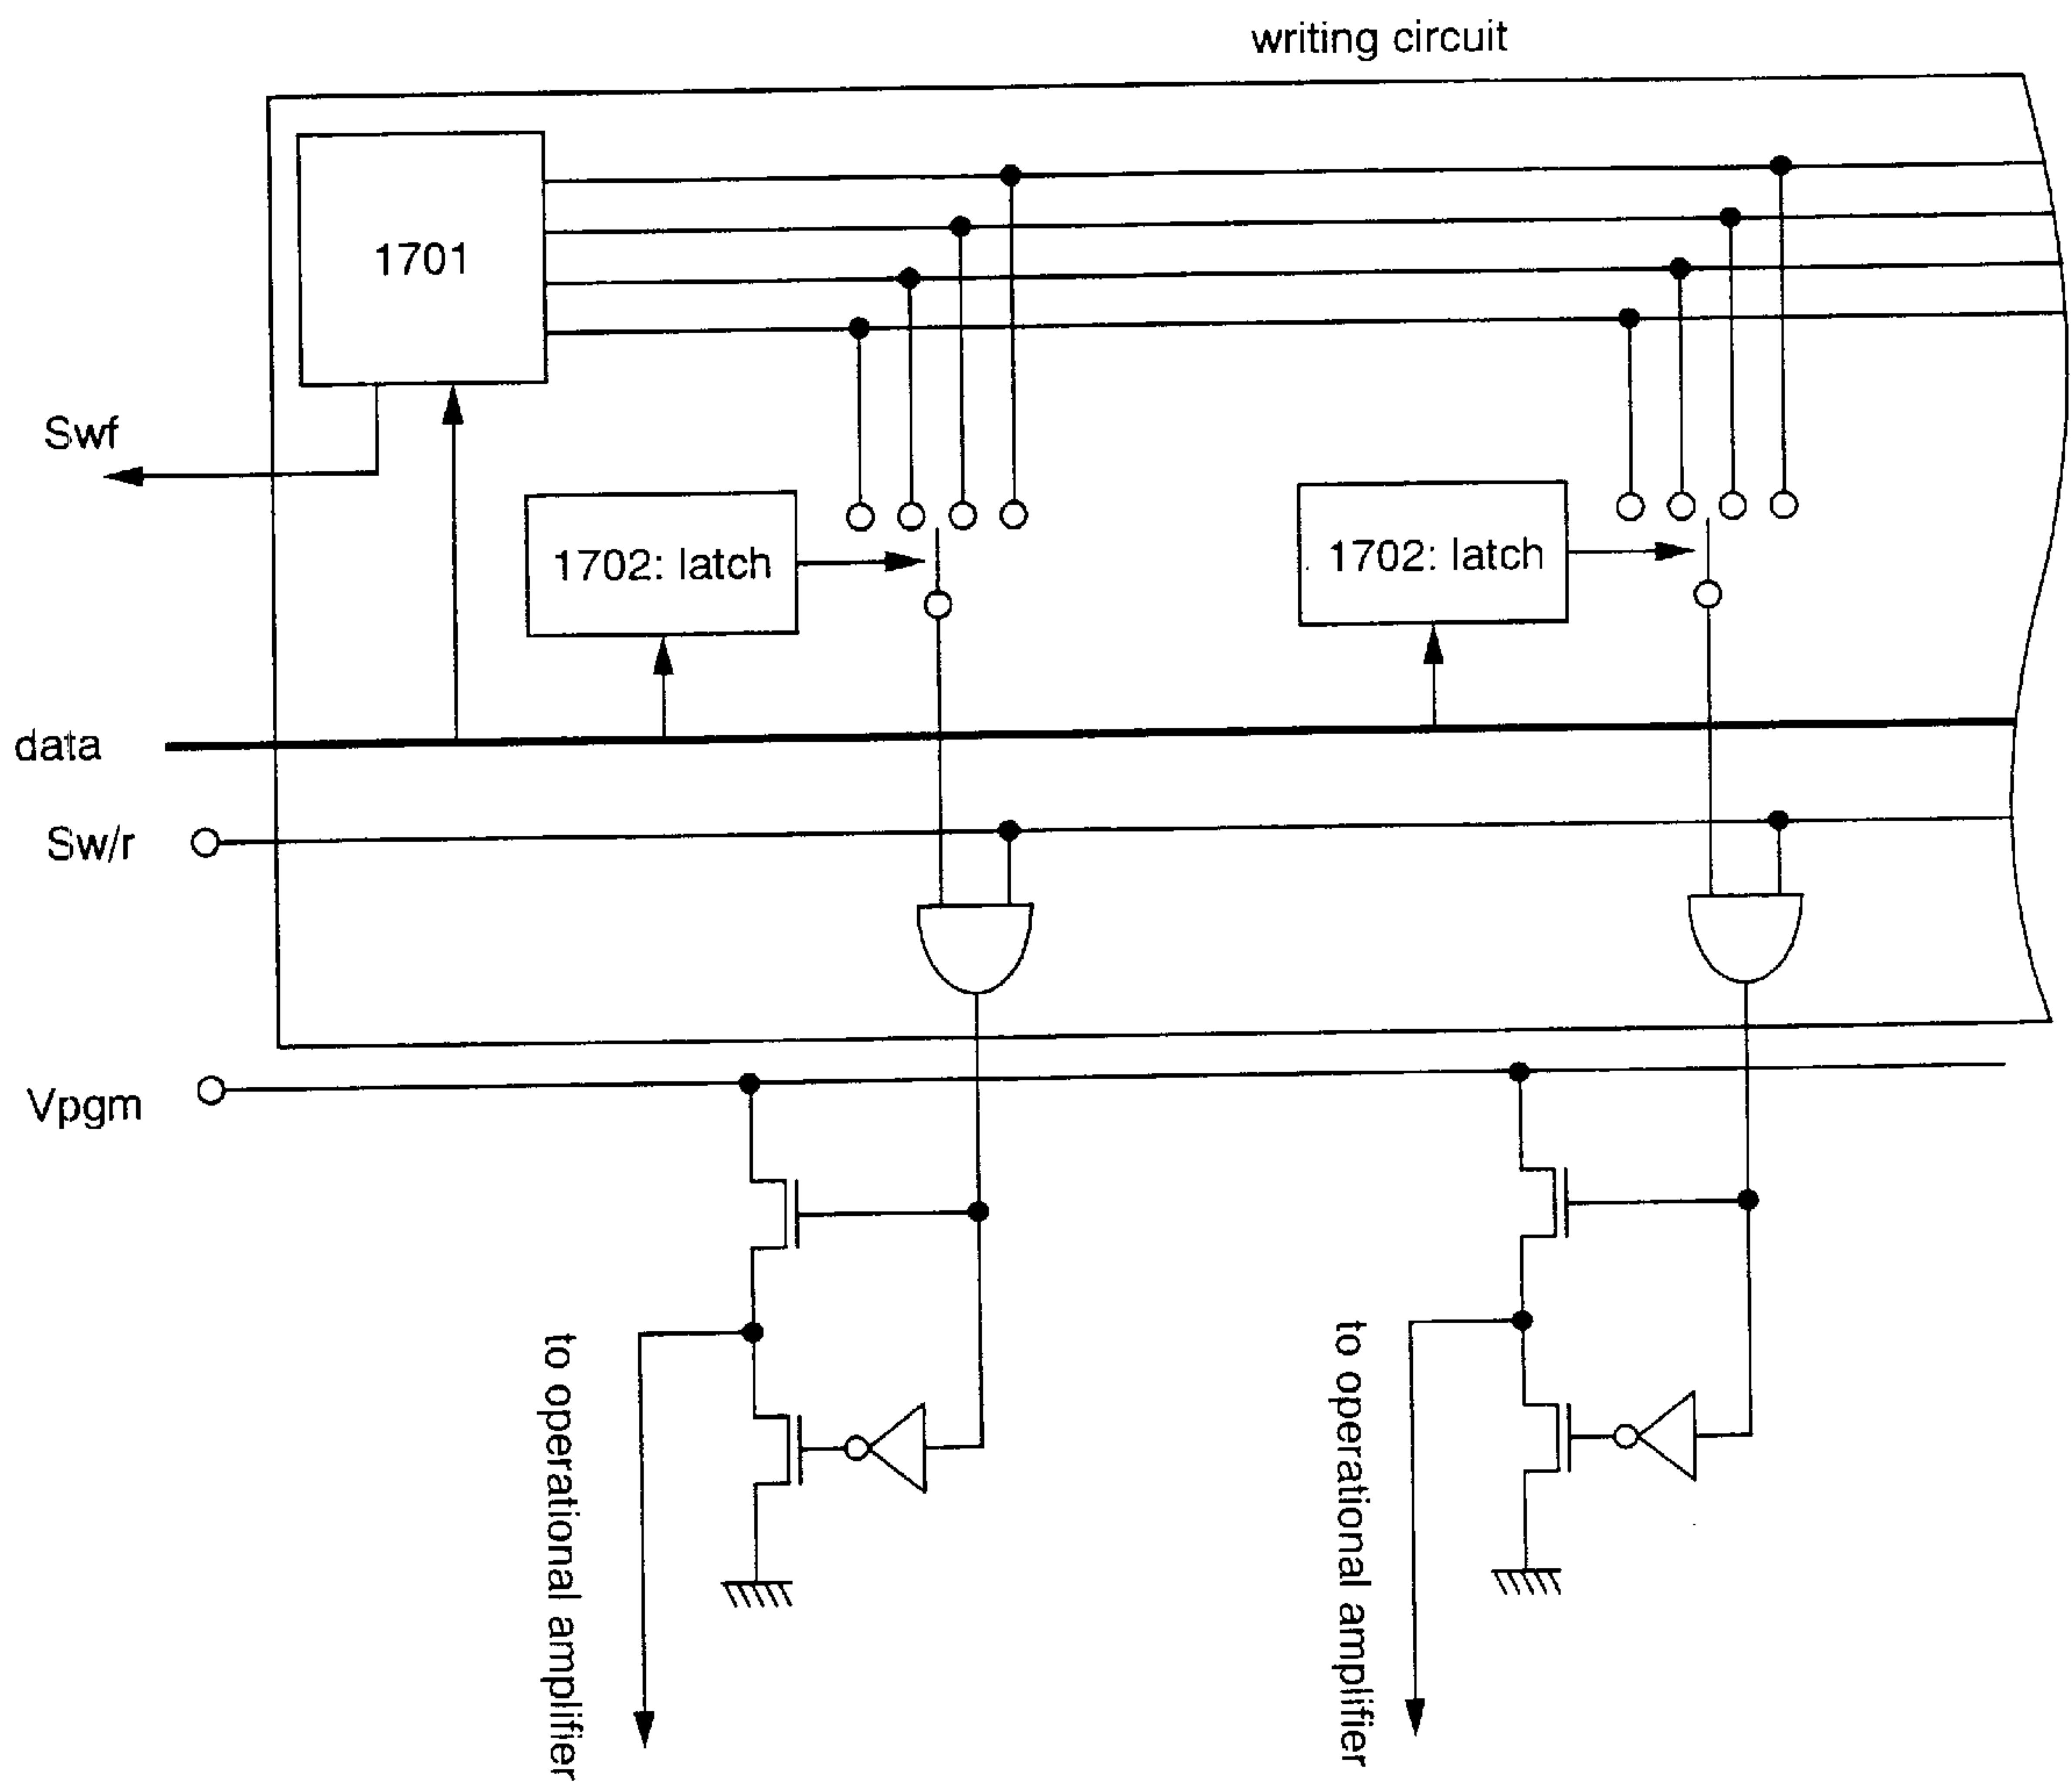 writing circuit
1701
Swf
1702: latch
1702: latch
data
Sw/r
Vpgm
to operational amplifier
to operational amplifier